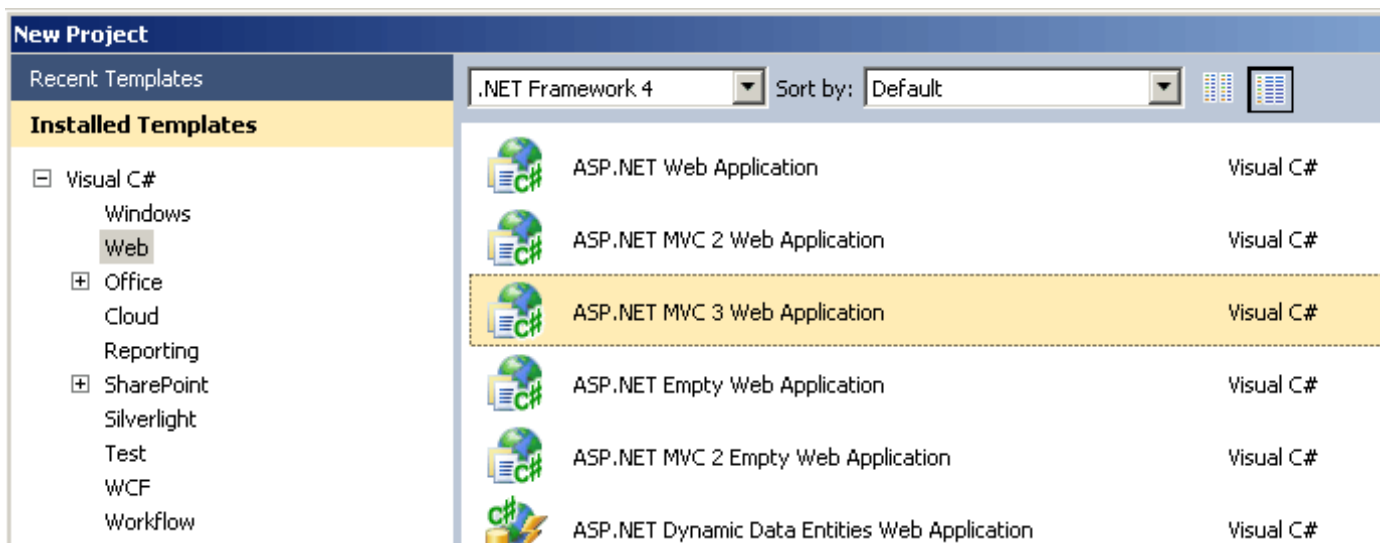 New Project
Recent Templates
Installed Templates
Visual C#
Windows
Web
Office
Cloud
Reporting
SharePoint
Silverlight
Test
WCF
Workflow
.NET Framework 4 Sort by: Default
ASP.NET Web Application Visual C#
ASP.NET MVC 2 Web Application Visual C#
ASP.NET MVC 3 Web Application Visual C#
ASP.NET Empty Web Application Visual C#
ASP.NET MVC 2 Empty Web Application Visual C#
ASP.NET Dynamic Data Entities Web Application Visual C#